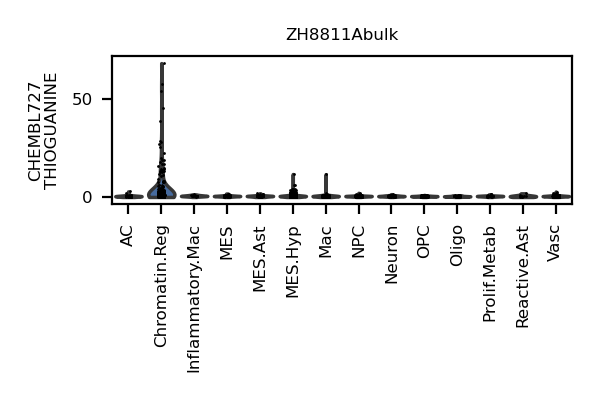 ZH8811Abulk
CHEMBL727
THIOGUANINE
50
0
AC
Chromatin.Reg
Inflammatory.Mac
MES
MES.Ast
MES.Hyp
Mac
NPC
Neuron
OPC
Oligo
Prolif.Metab
Reactive.Ast
Vasc